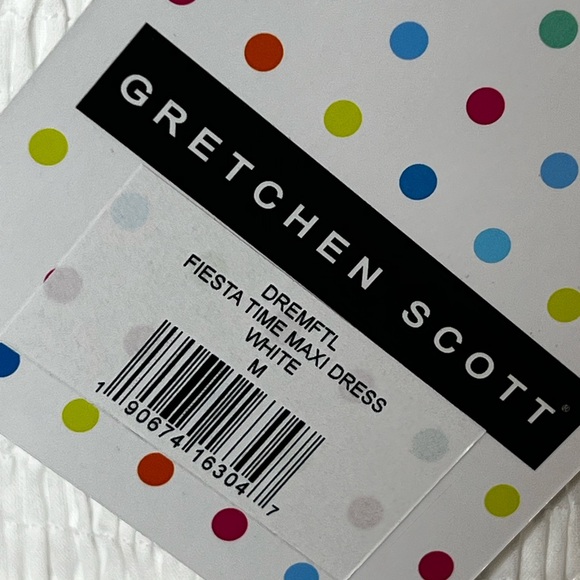 GRETCHEN SCOTT®
DREMFTL
FIESTA TIME MAXI DRESS
WHITE
M
1 90674 16304 7